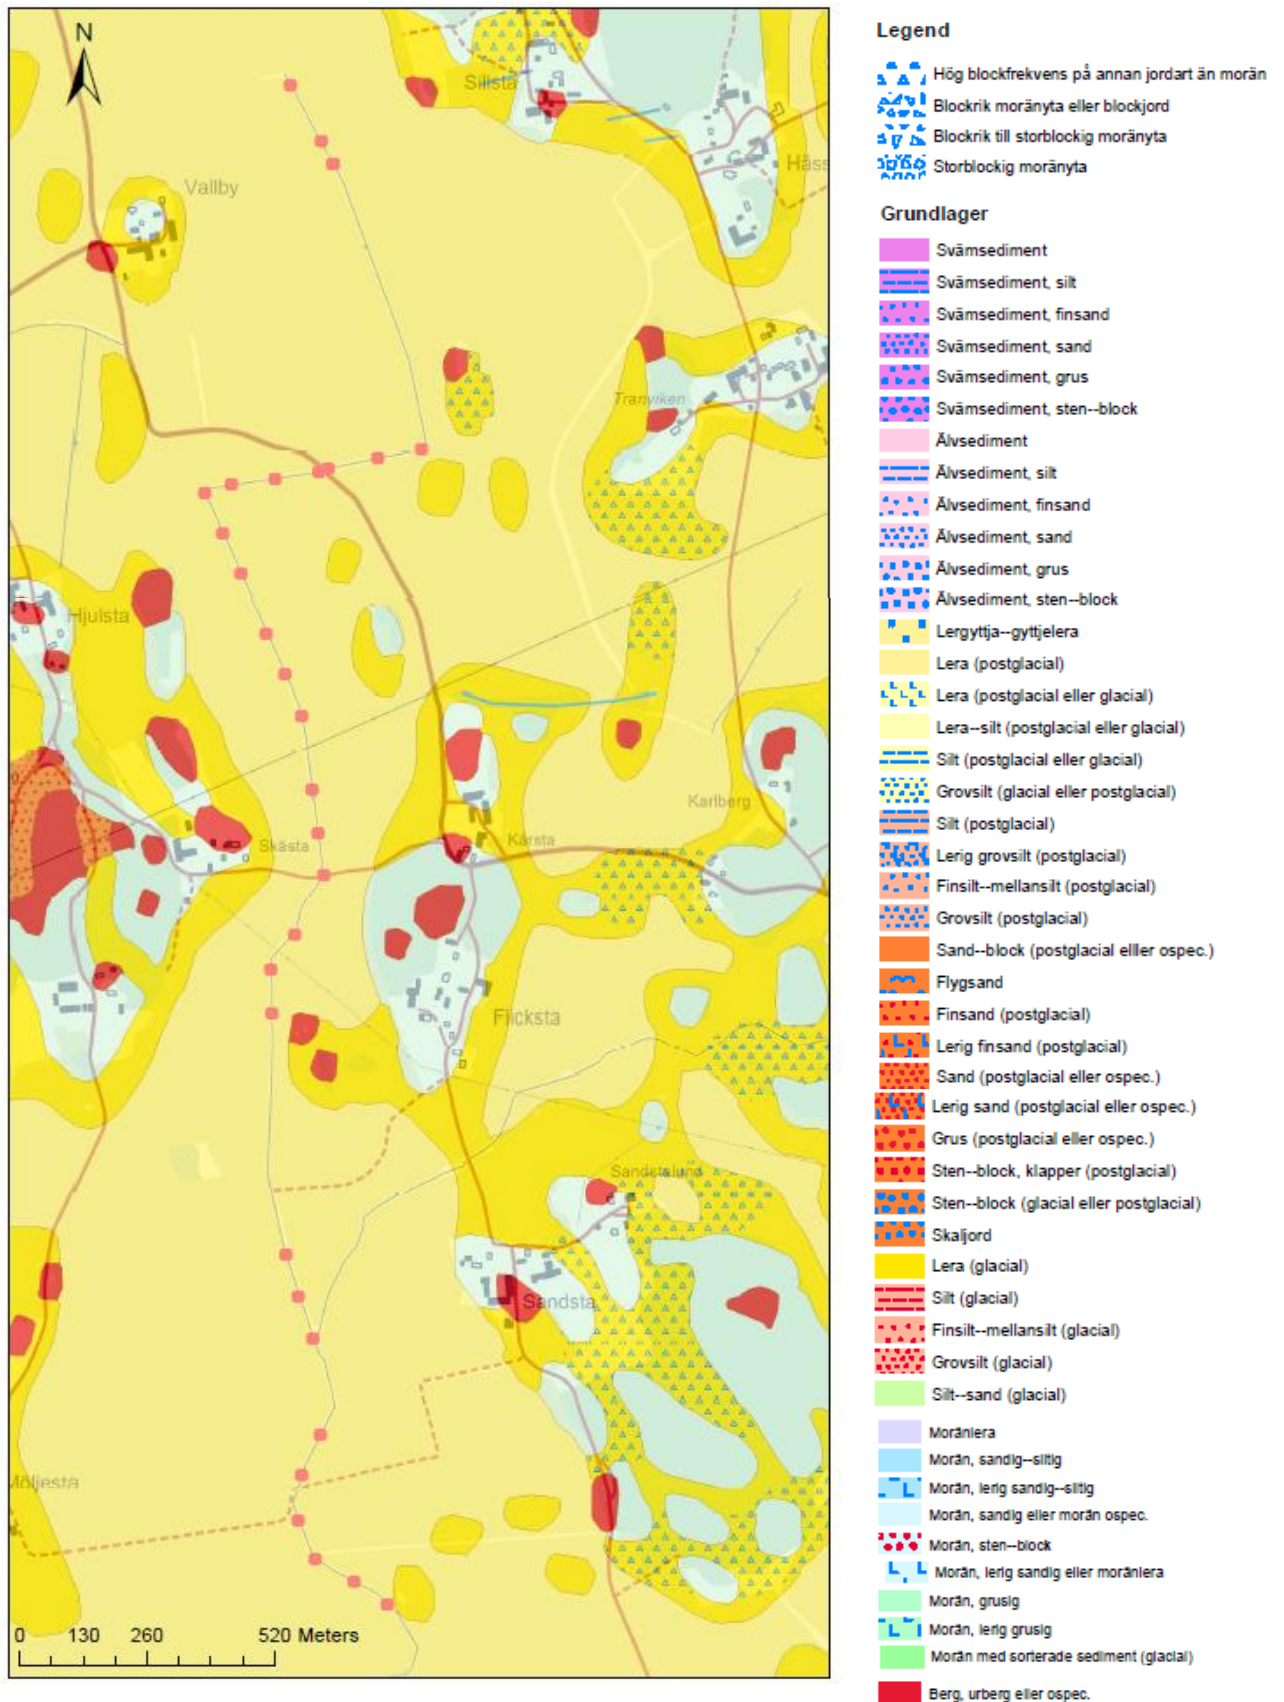 N
Sillsta
Håss
Vallby
Tranviken
Hjulsta
Karlberg
Skästa
Kårsta
Flicksta
Sandstalund
Sandsta
Möljesta
0 130 260 520 Meters
Legend
Hög blockfrekvens på annan jordart än morän
Blockrik moränyta eller blockjord
Blockrik till storblockig moränyta
Storblockig moränyta
Grundlager
Svämsediment
Svämsediment, silt
Svämsediment, finsand
Svämsediment, sand
Svämsediment, grus
Svämsediment, sten--block
Älvsediment
Älvsediment, silt
Älvsediment, finsand
Älvsediment, sand
Älvsediment, grus
Älvsediment, sten--block
Lergyttja--gyttjelera
Lera (postglacial)
Lera (postglacial eller glacial)
Lera--silt (postglacial eller glacial)
Silt (postglacial eller glacial)
Grovsilt (glacial eller postglacial)
Silt (postglacial)
Lerig grovsilt (postglacial)
Finsilt--mellansilt (postglacial)
Grovsilt (postglacial)
Sand--block (postglacial elller ospec.)
Flygsand
Finsand (postglacial)
Lerig finsand (postglacial)
Sand (postglacial eller ospec.)
Lerig sand (postglacial eller ospec.)
Grus (postglacial eller ospec.)
Sten--block, klapper (postglacial)
Sten--block (glacial eller postglacial)
Skaljord
Lera (glacial)
Silt (glacial)
Finsilt--mellansilt (glacial)
Grovsilt (glacial)
Silt--sand (glacial)
Moränlera
Morän, sandig--siltig
Morän, lerig sandig--siltig
Morän, sandig eller morän ospec.
Morän, sten--block
Morän, lerig sandig eller moränlera
Morän, grusig
Morän, lerig grusig
Morän med sorterade sediment (glacial)
Berg, urberg eller ospec.